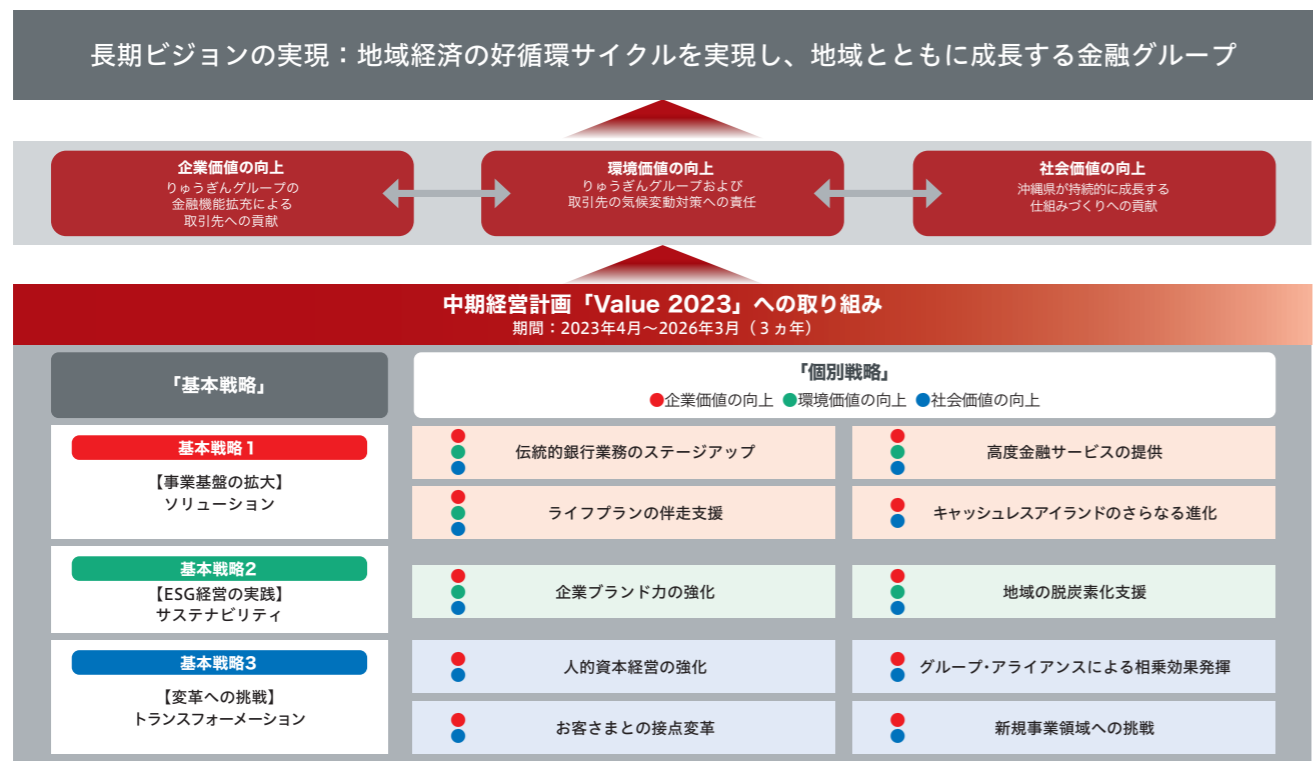 長期ビジョンの実現：地域経済の好循環サイクルを実現し、地域とともに成長する金融グループ
企業価値の向上
りゅうぎんグループの
金融機能拡充による
取引先への貢献
環境価値の向上
りゅうぎんグループおよび
取引先の気候変動対策への責任
社会価値の向上
沖縄県が持続的に成長する
仕組みづくりへの貢献
中期経営計画「Value 2023」への取り組み
期間：2023年4月～2026年3月（３ヵ年）
「基本戦略」
「個別戦略」
●企業価値の向上 ●環境価値の向上 ●社会価値の向上
基本戦略１
【事業基盤の拡大】
ソリューション
伝統的銀行業務のステージアップ
高度金融サービスの提供
ライフプランの伴走支援
キャッシュレスアイランドのさらなる進化
基本戦略2
【ESG経営の実践】
サステナビリティ
企業ブランド力の強化
地域の脱炭素化支援
基本戦略3
【変革への挑戦】
トランスフォーメーション
人的資本経営の強化
グループ・アライアンスによる相乗効果発揮
お客さまとの接点変革
新規事業領域への挑戦